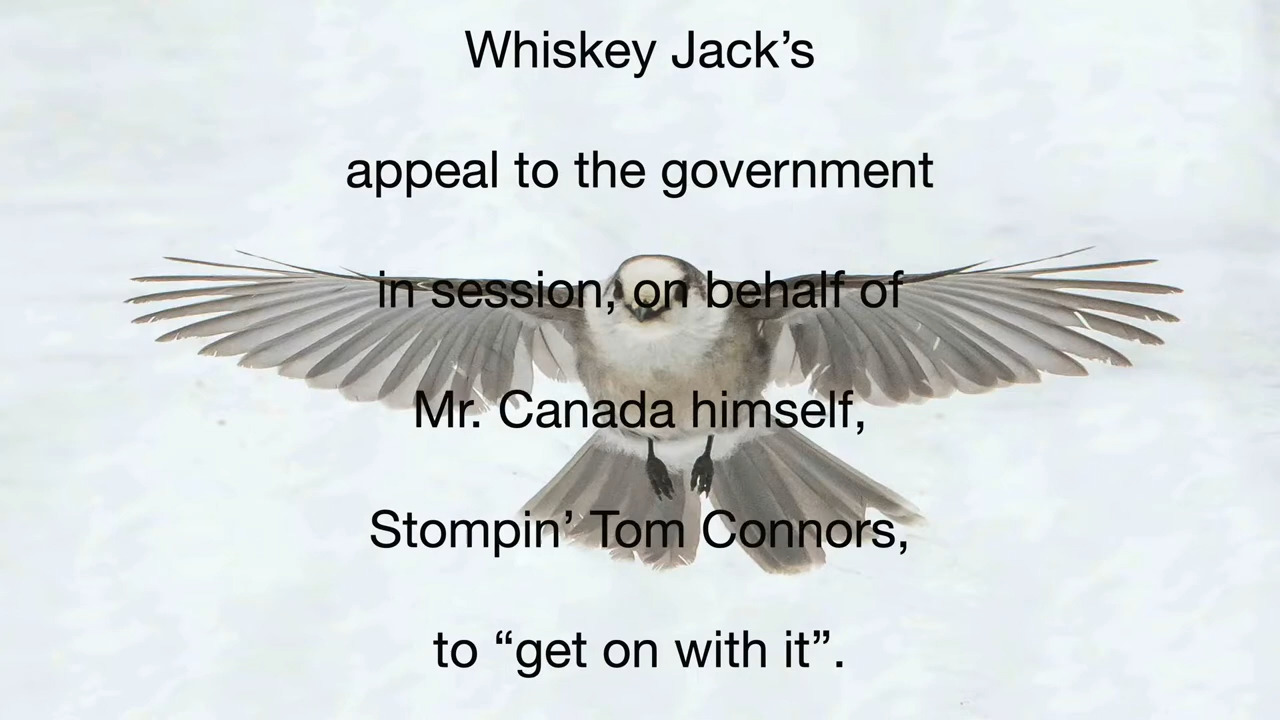 Whiskey Jack’s
appeal to the government
in session, on behalf of
Mr. Canada himself,
Stompin’ Tom Connors,
to “get on with it”.